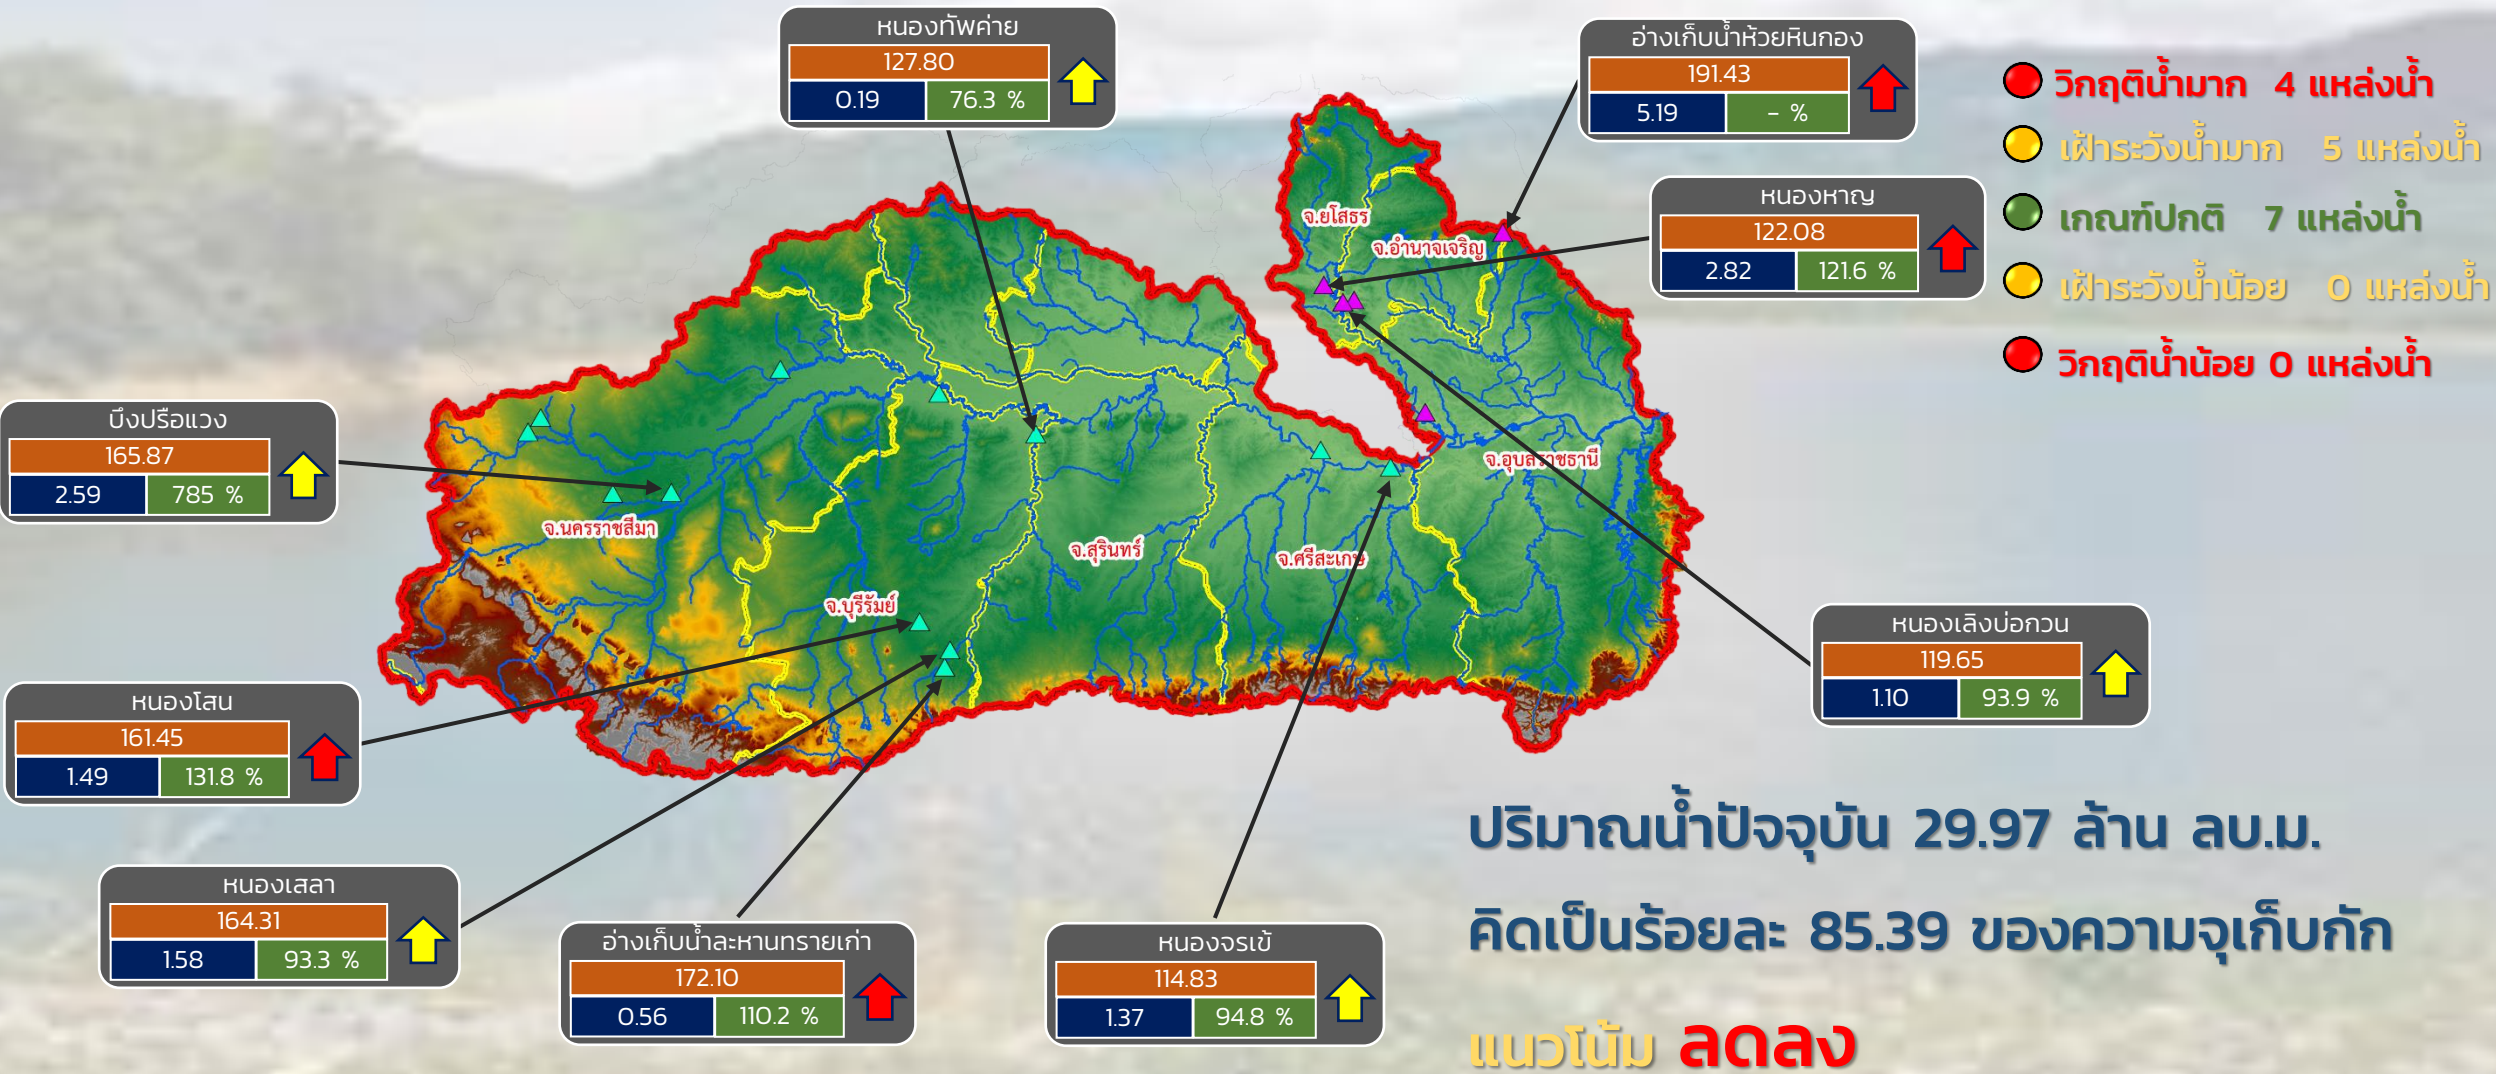 หนองทัพค่าย
127.80
0.19 76.3 %
อ่างเก็บน้ำห้วยหินกอง
191.43
5.19 - %
หนองหาญ
122.08
2.82 121.6 %
วิกฤติน้ำมาก 4 แหล่งน้ำ
เฝ้าระวังน้ำมาก 5 แหล่งน้ำ
เกณฑ์ปกติ 7 แหล่งน้ำ
เฝ้าระวังน้ำน้อย 0 แหล่งน้ำ
วิกฤติน้ำน้อย 0 แหล่งน้ำ
จ.ยโสธร
จ.อำนาจเจริญ
บึงปรือแวง
165.87
2.59 785 %
จ.อุบลราชธานี
จ.นครราชสีมา
จ.สุรินทร์
จ.ศรีสะเกษ
จ.บุรีรัมย์
หนองเลิงบ่อกวน
119.65
1.10 93.9 %
หนองโสน
161.45
1.49 131.8 %
หนองเสลา
164.31
1.58 93.3 %
อ่างเก็บน้ำละหานทรายเก่า
172.10
0.56 110.2 %
หนองจรเข้
114.83
1.37 94.8 %
ปริมาณน้ำปัจจุบัน 29.97 ล้าน ลบ.ม.
คิดเป็นร้อยละ 85.39 ของความจุเก็บกัก
แนวโน้ม ลดลง